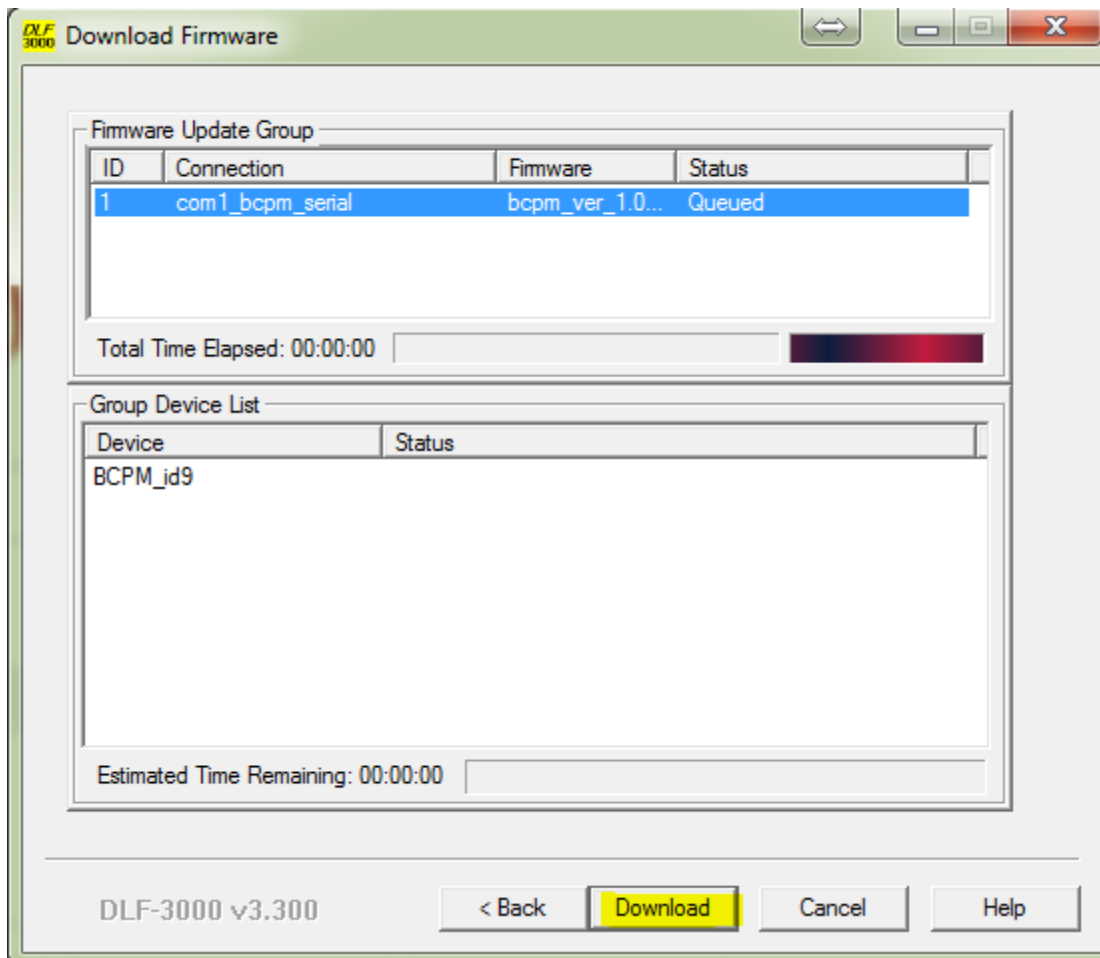 DLF 3000 Download Firmware
Firmware Update Group
ID Connection Firmware Status
1 com1_bcpm_serial bcpm_ver_1.0... Queued
Total Time Elapsed: 00:00:00
Group Device List
Device Status
BCPM_id9
Estimated Time Remaining: 00:00:00
DLF-3000 v3.300 < Back Download Cancel Help